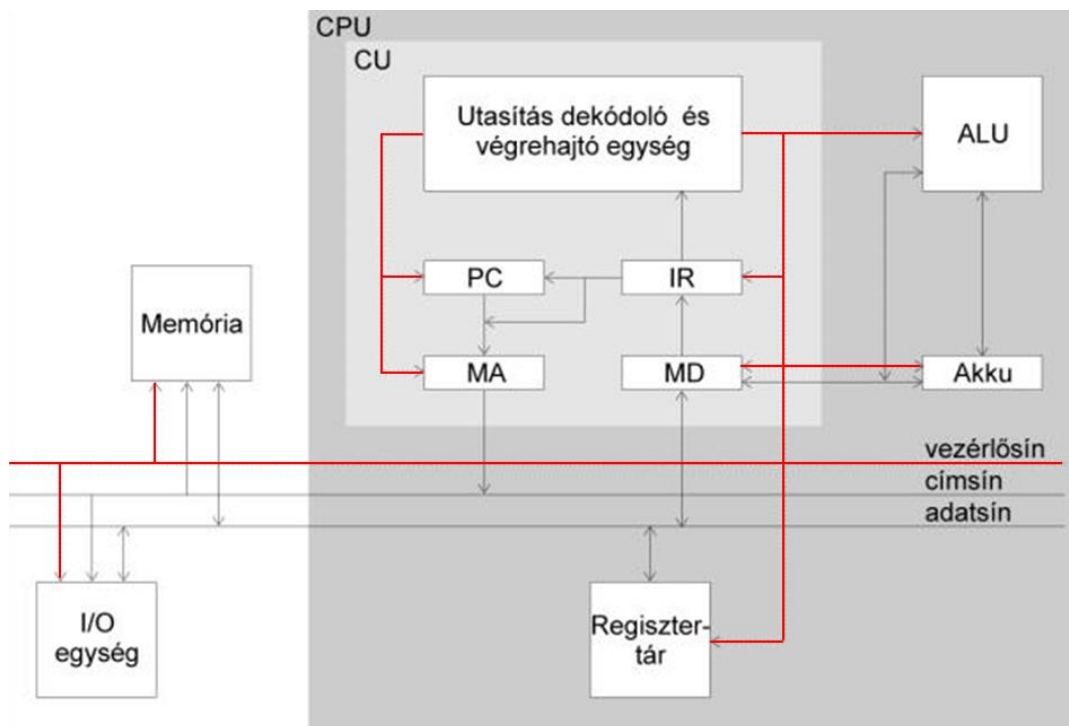 CPU
CU
Utasítás dekódoló és
végrehajtó egység
ALU
PC
IR
Memória
MA
MD
Akku
vezérlősín
címsín
adatsín
I/O
egység
Regiszter-
tár